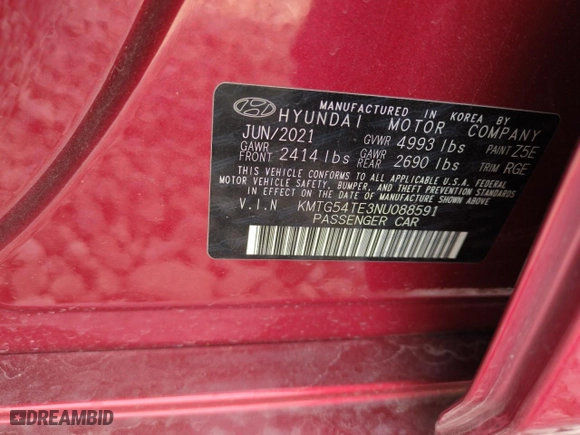 MANUFACTURED IN KOREA BY
HYUNDAI MOTOR COMPANY
JUN/2021 GVWR 4993 lbs PAINT Z5E
GAWR FRONT 2414 lbs GAWR REAR 2690 lbs TRIM RGE
THIS VEHICLE CONFORMS TO ALL APPLICABLE U.S.A. FEDERAL
MOTOR VEHICLE SAFETY, BUMPER, AND THEFT PREVENTION STANDARDS
IN EFFECT ON THE DATE OF MANUFACTURE SHOWN ABOVE.
V.I.N KMTG54TE3NU088591
PASSENGER CAR
DREAMBID